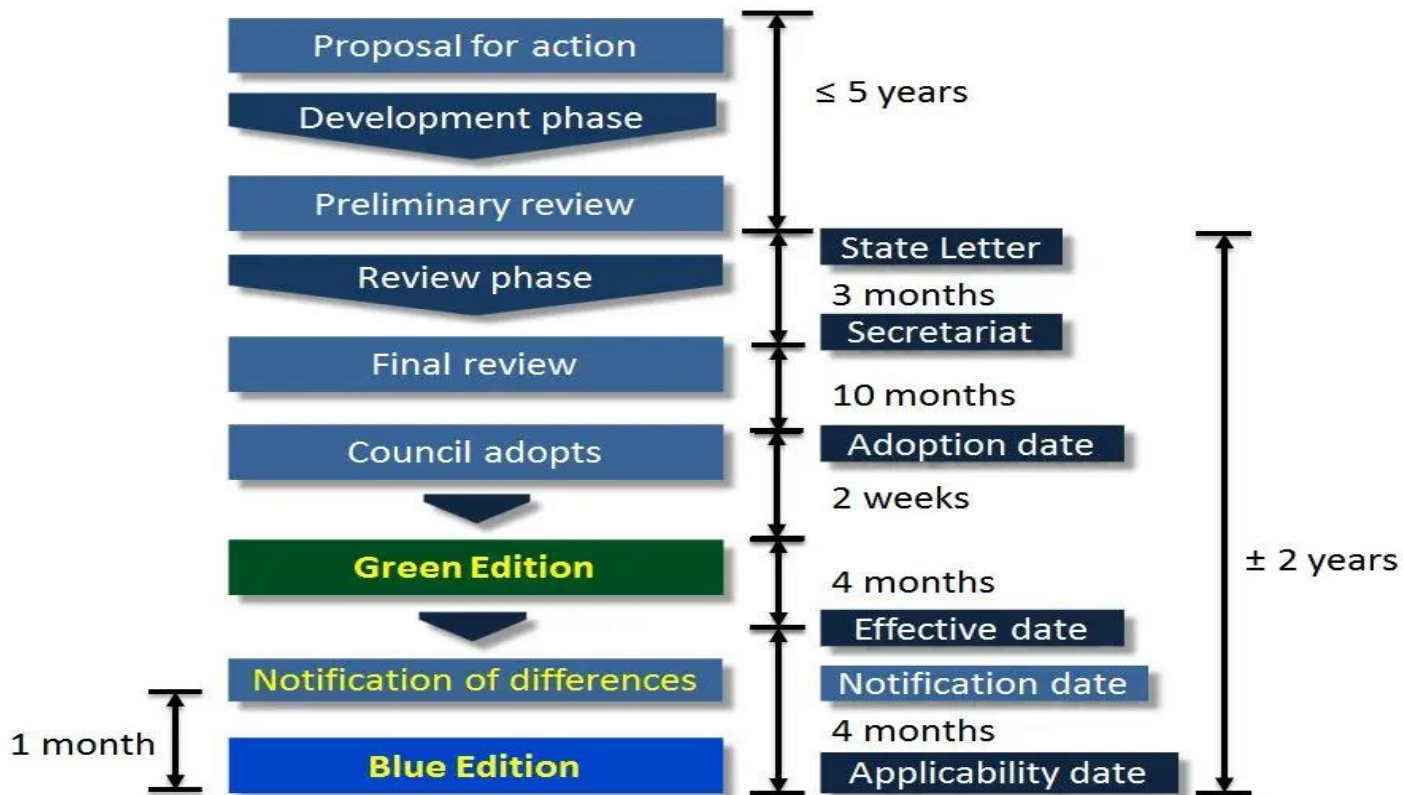 Proposal for action
≤ 5 years
Development phase
Preliminary review
State Letter
Review phase
3 months
Secretariat
Final review
10 months
Council adopts
Adoption date
2 weeks
Green Edition
± 2 years
4 months
Effective date
Notification of differences
Notification date
1 month
4 months
Blue Edition
Applicability date